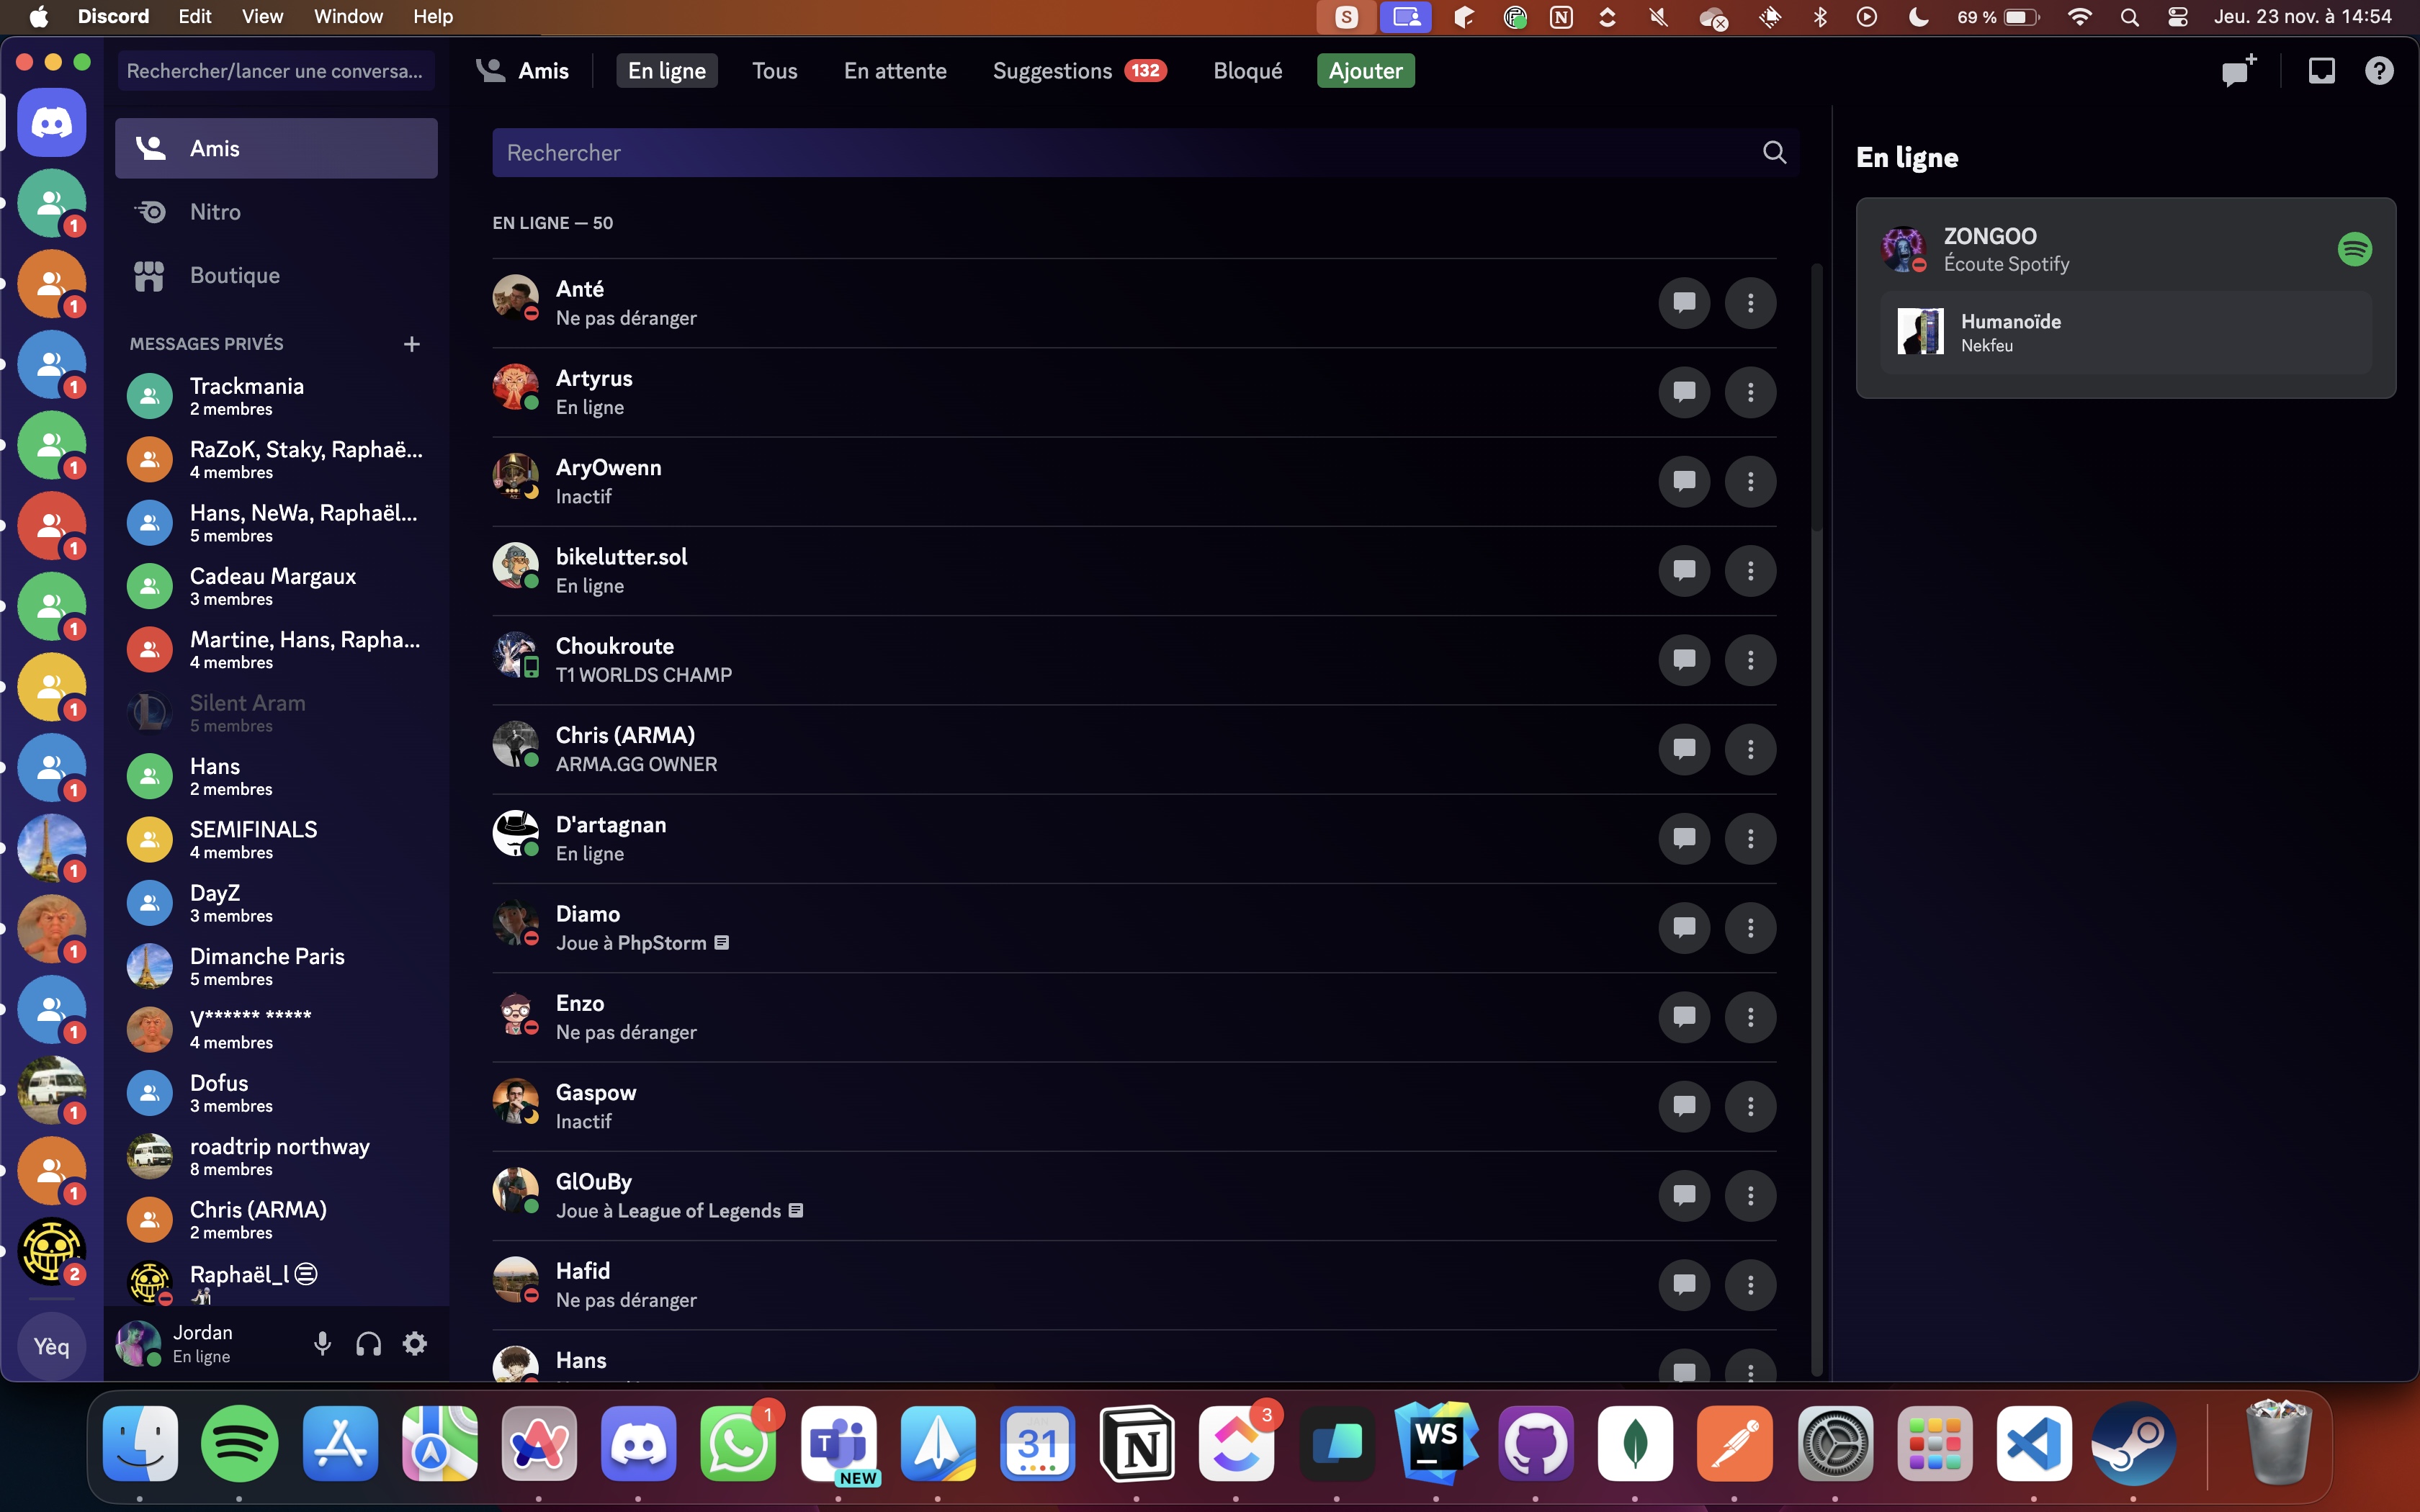 Discord Edit View Window Help
69 % Jeu. 23 nov. à 14:54
Rechercher/lancer une conversa...
Amis
En ligne
Tous
En attente
Suggestions 132
Bloqué
Ajouter
Amis
Nitro
Boutique
MESSAGES PRIVÉS
Trackmania
2 membres
RaZoK, Staky, Raphaë...
4 membres
Hans, NeWa, Raphaël...
5 membres
Cadeau Margaux
3 membres
Martine, Hans, Rapha...
4 membres
Silent Aram
5 membres
Hans
2 membres
SEMIFINALS
4 membres
DayZ
3 membres
Dimanche Paris
5 membres
V****** *****
4 membres
Dofus
3 membres
roadtrip northway
8 membres
Chris (ARMA)
2 membres
Raphaël_l
Jordan
En ligne
1
1
1
1
1
1
1
1
1
1
1
1
1
2
Yèq
Rechercher
EN LIGNE — 50
Anté
Ne pas déranger
Artyrus
En ligne
AryOwenn
Inactif
bikelutter.sol
En ligne
Choukroute
T1 WORLDS CHAMP
Chris (ARMA)
ARMA.GG OWNER
D'artagnan
En ligne
Diamo
Joue à PhpStorm
Enzo
Ne pas déranger
Gaspow
Inactif
GlOuBy
Joue à League of Legends
Hafid
Ne pas déranger
Hans
En ligne
ZONGOO
Écoute Spotify
Humanoïde
Nekfeu
1
NEW
31
3
WS